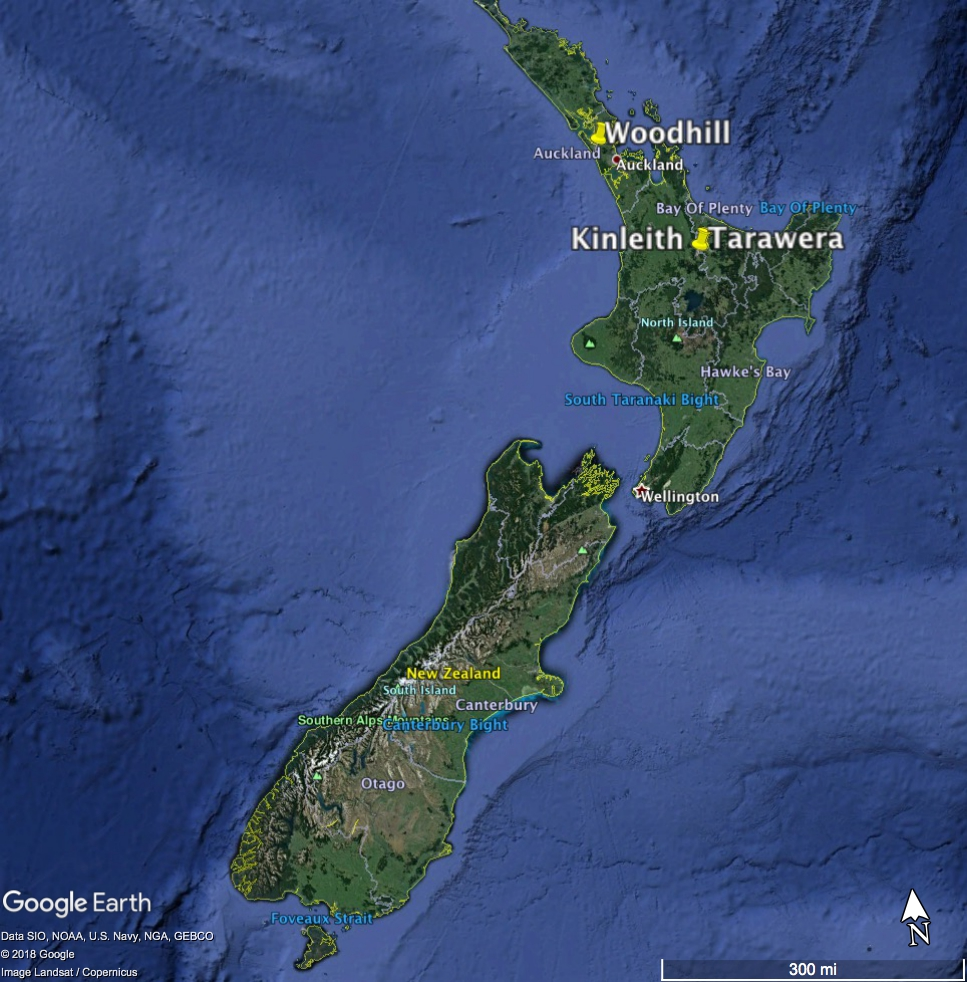 Woodhill
Auckland
Auckland
Bay Of Plenty
Bay Of Plenty
Kinleith
Tarawera
North Island
Hawke's Bay
South Taranaki Bight
Wellington
New Zealand
South Island
Canterbury
Southern Alps Mountains
Canterbury Bight
Otago
Google Earth
Foveaux Strait
N
Data SIO, NOAA, U.S. Navy, NGA, GEBCO
© 2018 Google
Image Landsat / Copernicus
300 mi